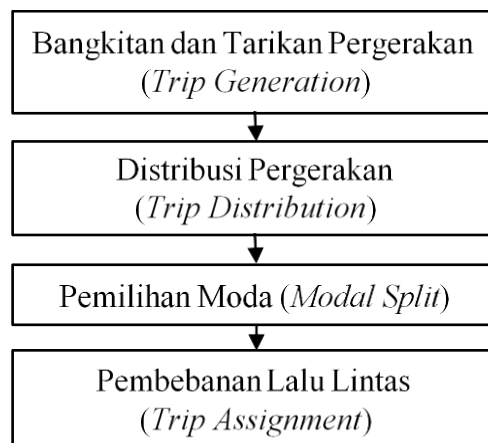 Bangkitan dan Tarikan Pergerakan
(Trip Generation)
Distribusi Pergerakan
(Trip Distribution)
Pemilihan Moda (Modal Split)
Pembebanan Lalu Lintas
(Trip Assignment)